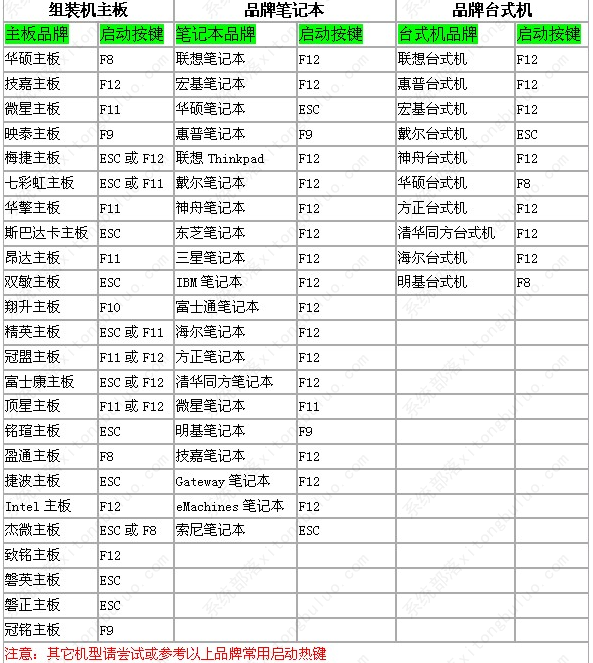 组装机主板 品牌笔记本 品牌台式机
主板品牌 启动按键 笔记本品牌 启动按键 台式机品牌 启动按键
华硕主板 F8 联想笔记本 F12 联想台式机 F12
技嘉主板 F12 宏基笔记本 F12 惠普台式机 F12
微星主板 F11 华硕笔记本 ESC 宏基台式机 F12
映泰主板 F9 惠普笔记本 F9 戴尔台式机 ESC
梅捷主板 ESC 或 F12 联想 Thinkpad F12 神舟台式机 F12
七彩虹主板 ESC 或 F11 戴尔笔记本 F12 华硕台式机 F8
华擎主板 F11 神舟笔记本 F12 方正台式机 F12
斯巴达卡主板 ESC 东芝笔记本 F12 清华同方台式机 F12
昂达主板 F11 三星笔记本 F12 海尔台式机 F12
双敏主板 ESC IBM 笔记本 F12 明基台式机 F8
翔升主板 F10 富士通笔记本 F12
精英主板 ESC 或 F11 海尔笔记本 F12
冠盟主板 F11 或 F12 方正笔记本 F12
富士康主板 ESC 或 F12 清华同方笔记本 F12
顶星主板 F11 或 F12 微星笔记本 F11
铭瑄主板 ESC 明基笔记本 F9
盈通主板 F8 技嘉笔记本 F12
捷波主板 ESC Gateway 笔记本 F12
Intel 主板 F12 eMachines 笔记本 F12
杰微主板 ESC 或 F8 索尼笔记本 ESC
致铭主板 F12
磐英主板 ESC
磐正主板 ESC
冠铭主板 F9
注意：其它机型请尝试或参考以上品牌常用启动热键
系统部落xitongbuluo.com